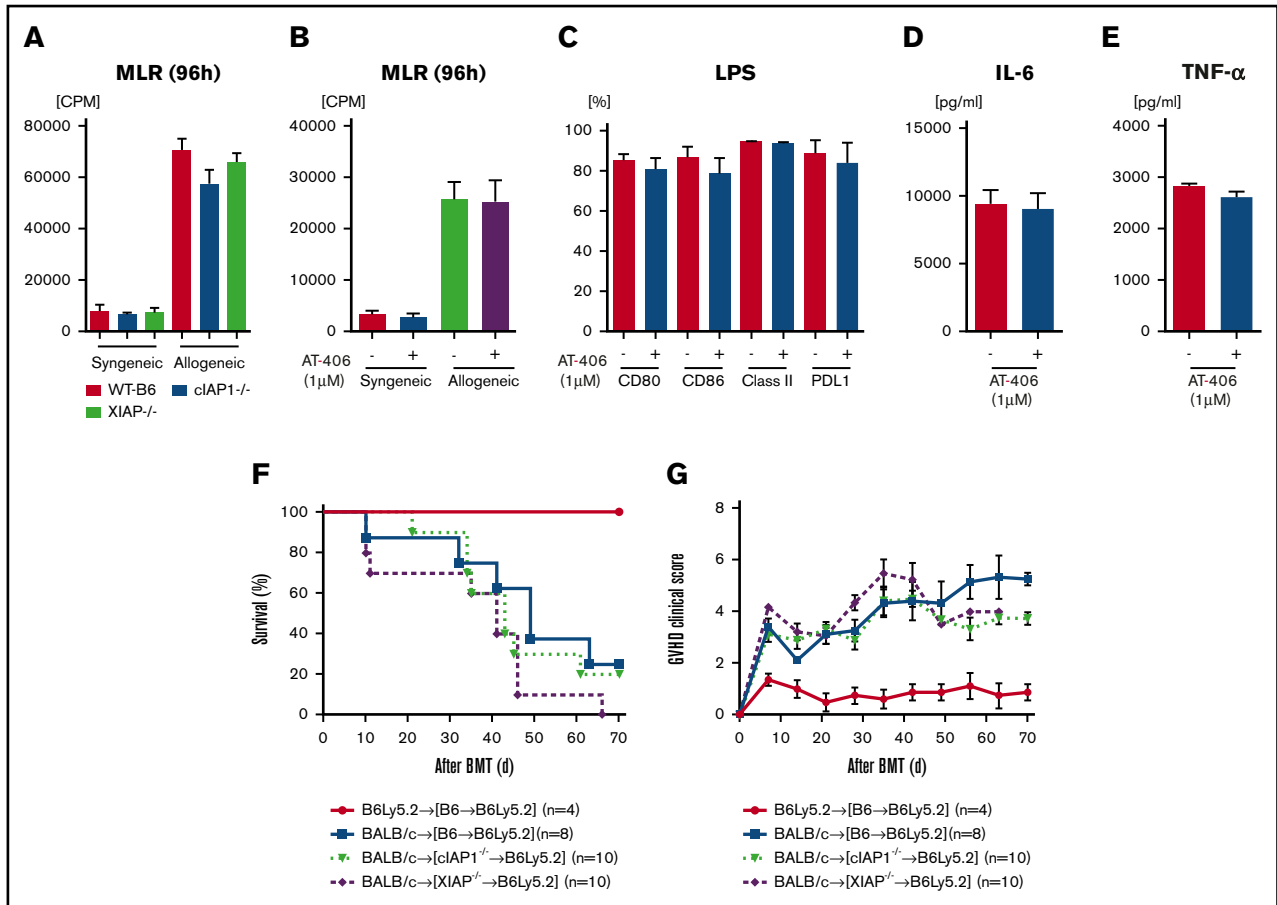 A
MLR (96h)
[CPM]
80000
60000
40000
20000
0
Syngeneic Allogeneic
WT-B6 cIAP1-/-
XIAP-/-
B
MLR (96h)
[CPM]
40000
30000
20000
10000
0
- + - +
AT-406
(1µM)
Syngeneic Allogeneic
C
LPS
[%]
100
80
60
40
20
0
- + - + - + - +
AT-406
(1µM)
CD80 CD86 Class II PDL1
D
IL-6
[pg/ml]
15000
10000
5000
0
- +
AT-406
(1µM)
E
TNF-α
[pg/ml]
4000
3000
2000
1000
0
- +
AT-406
(1µM)
F
Survival (%)
100
80
60
40
20
0
0 10 20 30 40 50 60 70
After BMT (d)
B6Ly5.2→[B6→B6Ly5.2] (n=4)
BALB/c→[B6→B6Ly5.2](n=8)
BALB/c→[cIAP1-/-→B6Ly5.2] (n=10)
BALB/c→[XIAP-/-→B6Ly5.2] (n=10)
G
GVHD clinical score
8
6
4
2
0
0 10 20 30 40 50 60 70
After BMT (d)
B6Ly5.2→[B6→B6Ly5.2] (n=4)
BALB/c→[B6→B6Ly5.2](n=8)
BALB/c→[cIAP1-/-→B6Ly5.2] (n=10)
BALB/c→[XIAP-/-→B6Ly5.2] (n=10)